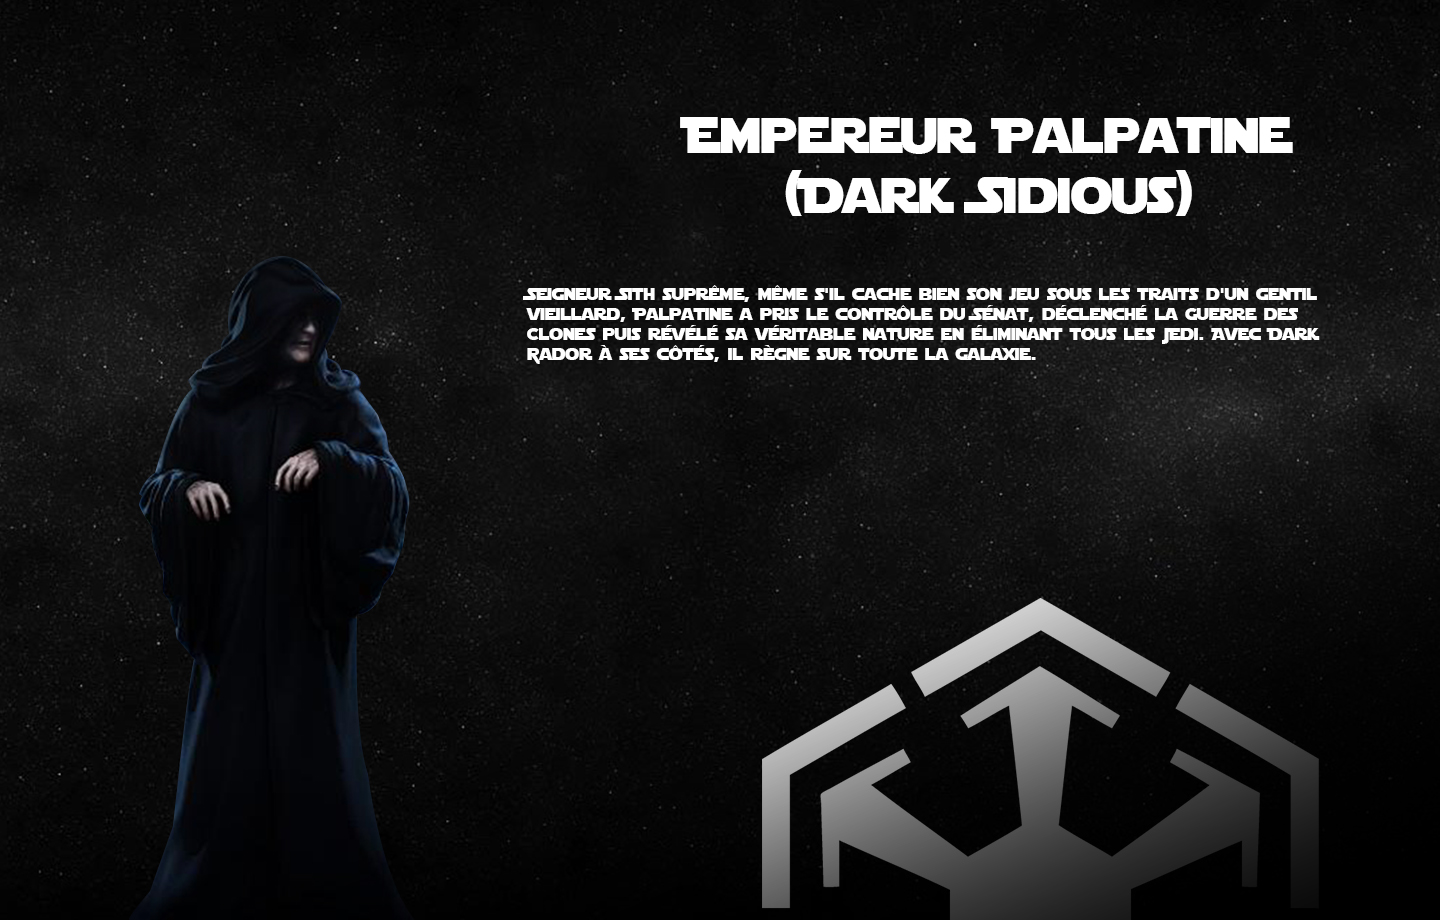 Empereur Palpatine
(Dark Sidious)
Seigneur Sith suprême, même s'il cache bien son jeu sous les traits d'un gentil
vieillard, Palpatine a pris le contrôle du Sénat, déclenché la guerre des
clones puis révélé sa véritable nature en éliminant tous les Jedi. Avec Dark
Rador à ses côtés, il règne sur toute la galaxie.